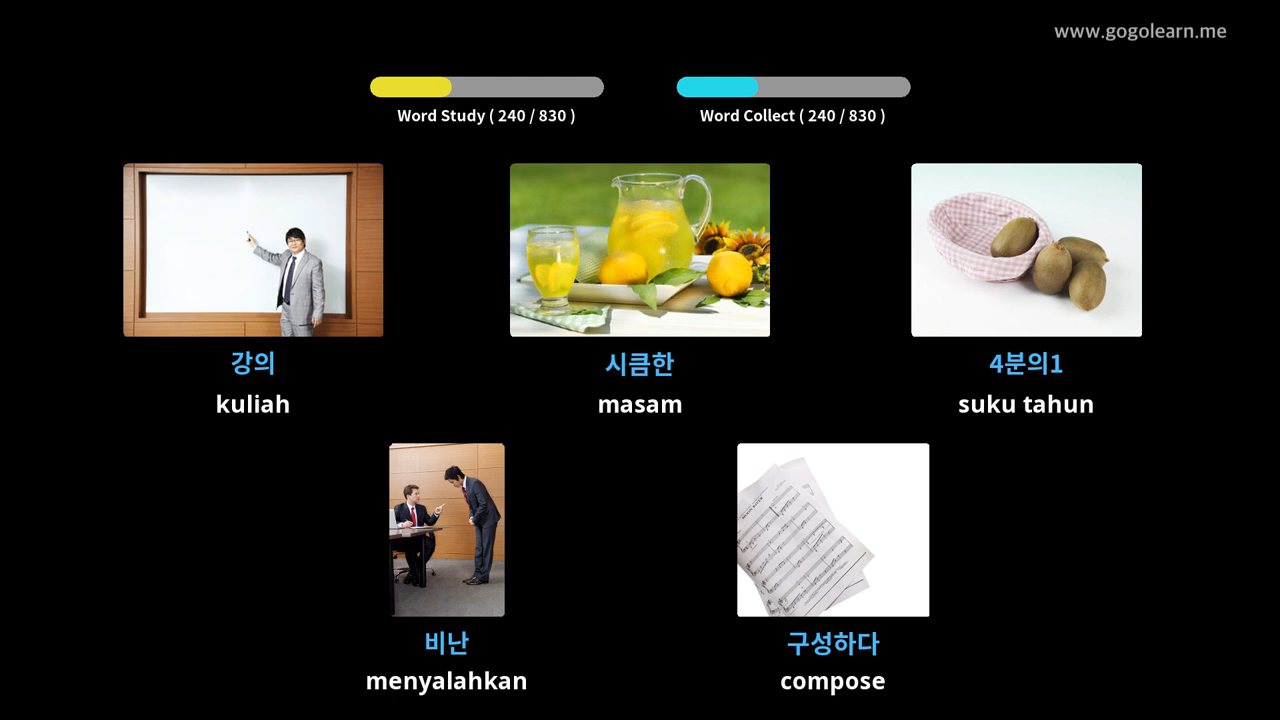 www.gogolearn.me
Word Study ( 240 / 830 )
Word Collect ( 240 / 830 )
강의
kuliah
시큼한
masam
4분의1
suku tahun
비난
menyalahkan
구성하다
compose